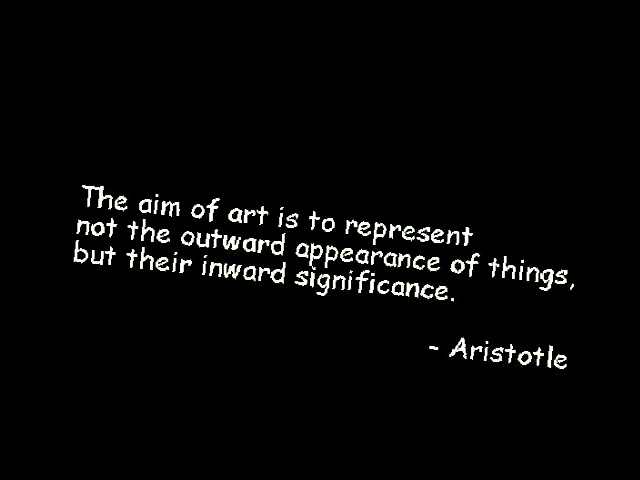 The aim of art is to represent
not the outward appearance of things,
but their inward significance.
- Aristotle